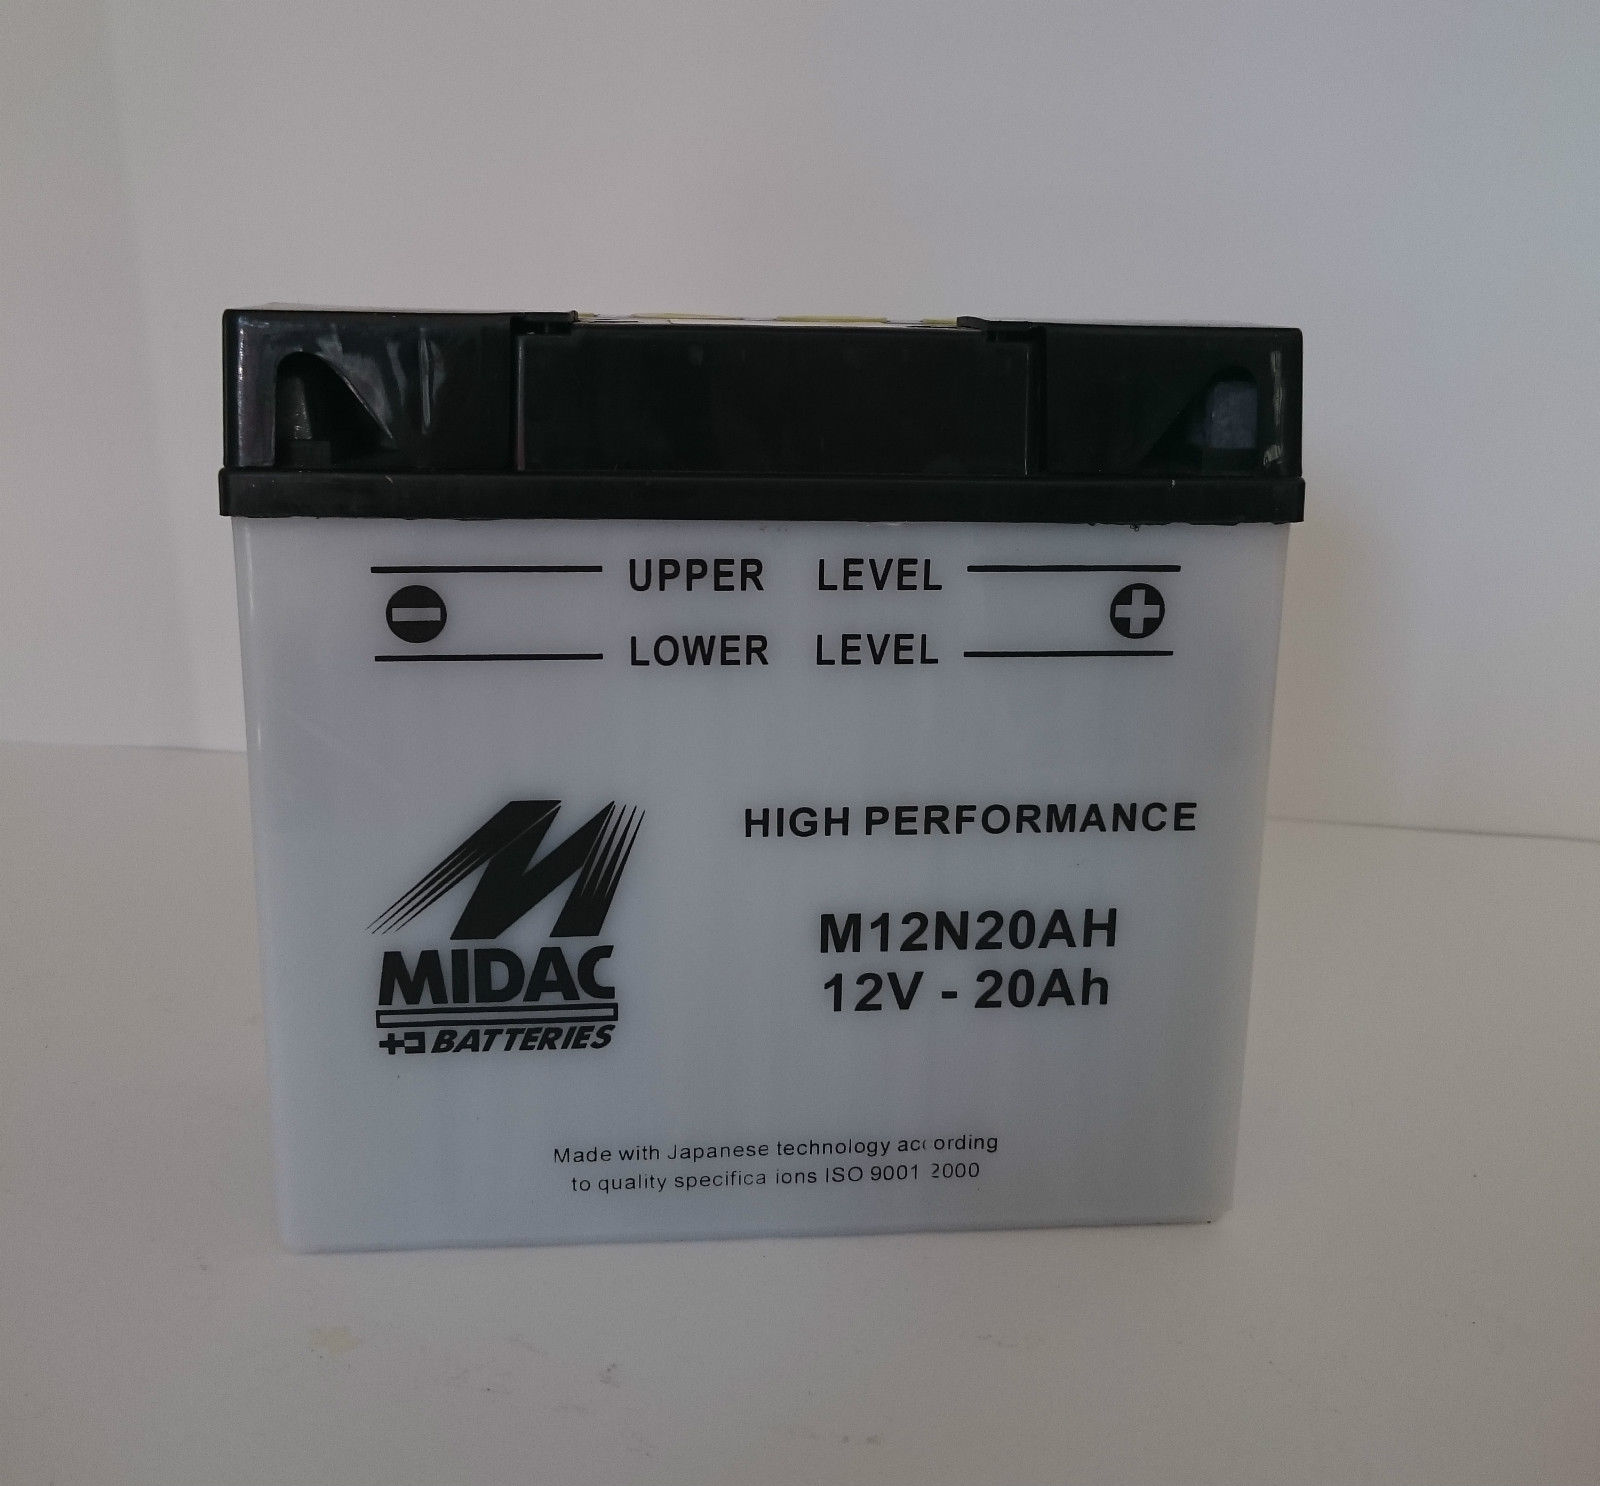 UPPER LEVEL
LOWER LEVEL
HIGH PERFORMANCE
M12N20AH
12V - 20Ah
MIDAC
BATTERIES
Made with Japanese technology according
to quality specifica ions ISO 9001 2000